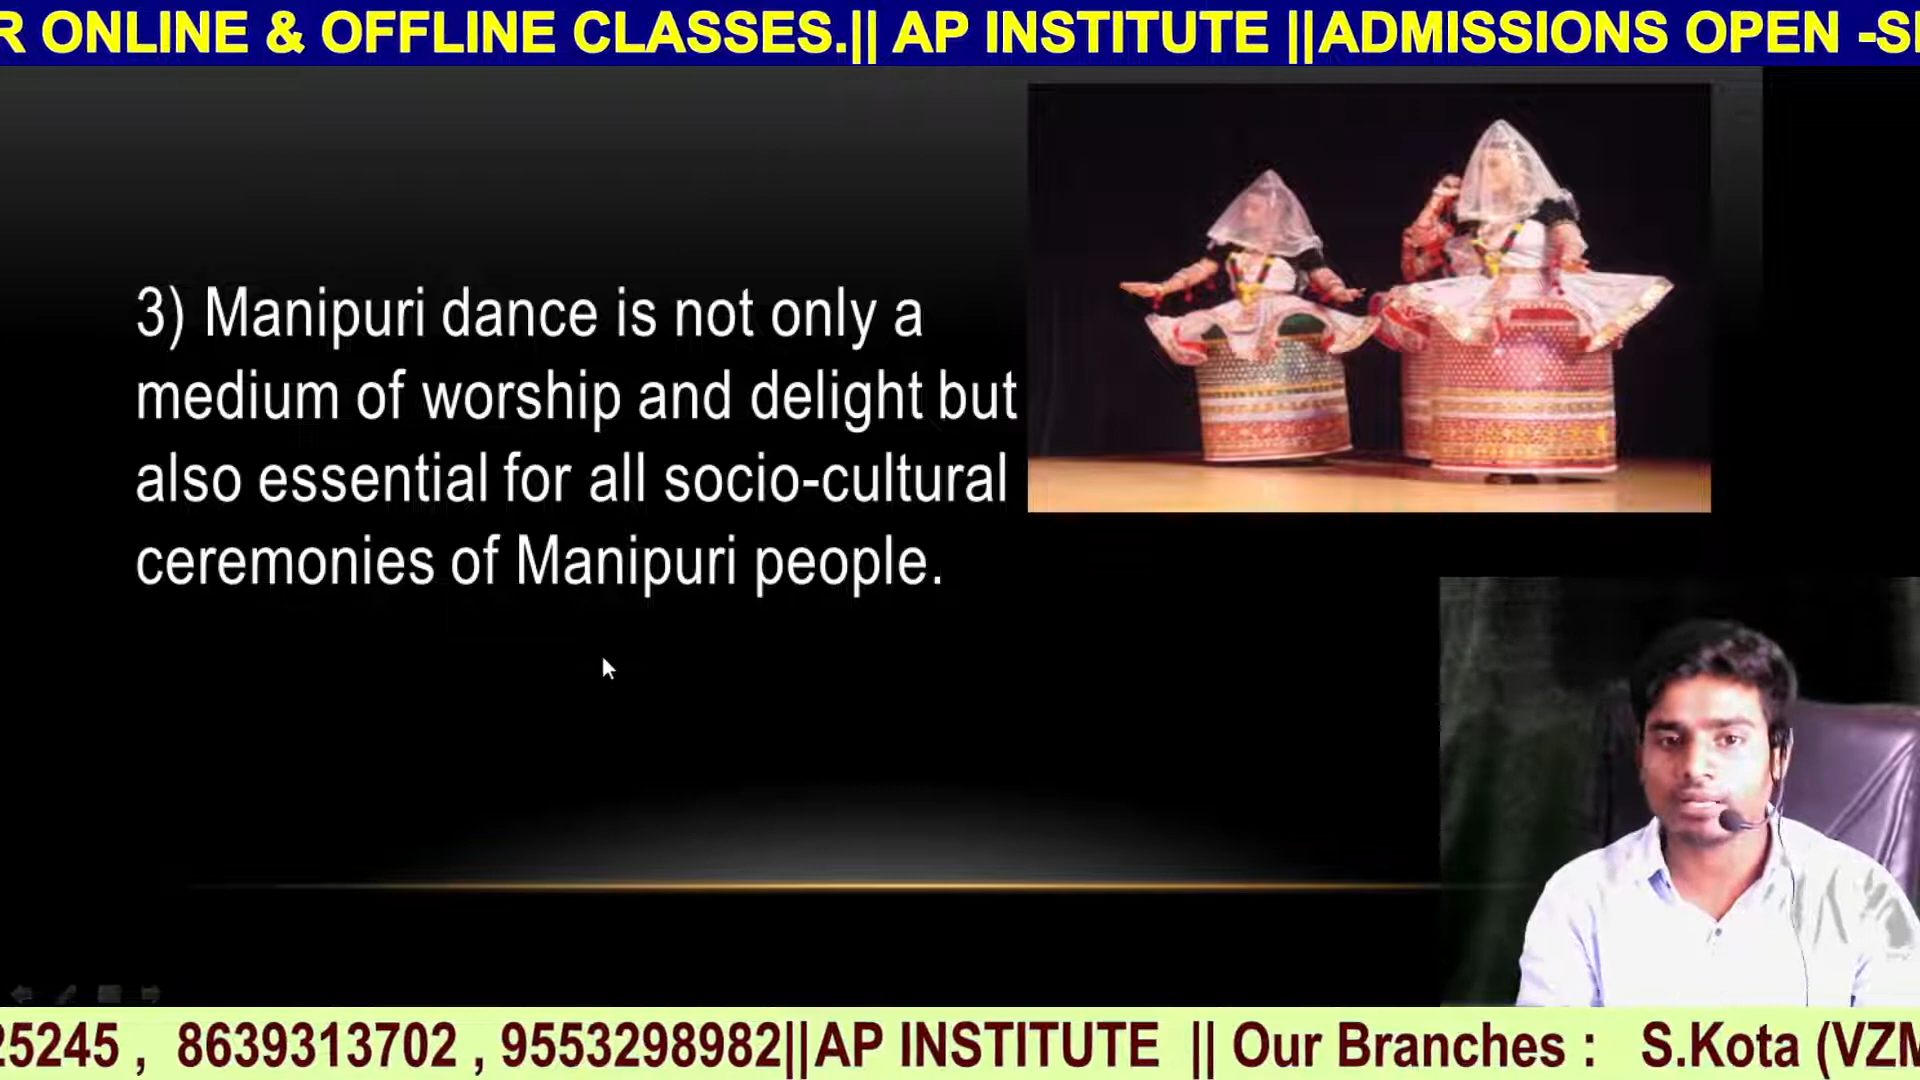 R ONLINE & OFFLINE CLASSES.|| AP INSTITUTE ||ADMISSIONS OPEN -S
3) Manipuri dance is not only a
medium of worship and delight but
also essential for all socio-cultural
ceremonies of Manipuri people.
25245 , 8639313702 , 9553298982||AP INSTITUTE || Our Branches : S.Kota (VZM